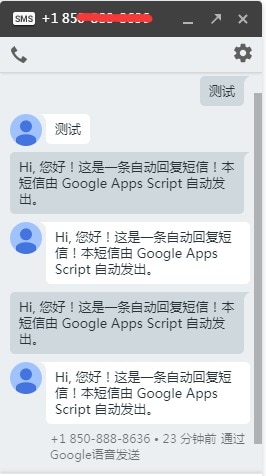 SMS +1 850-
测试
测试
Hi, 您好！这是一条自动回复短信！本
短信由 Google Apps Script 自动发
出。
Hi, 您好！这是一条自动回复短
信！本短信由 Google Apps
Script 自动发出。
Hi, 您好！这是一条自动回复短信！本
短信由 Google Apps Script 自动发
出。
Hi, 您好！这是一条自动回复短
信！本短信由 Google Apps
Script 自动发出。
+1 850-888-8636 • 23 分钟前 通过
Google语音发送